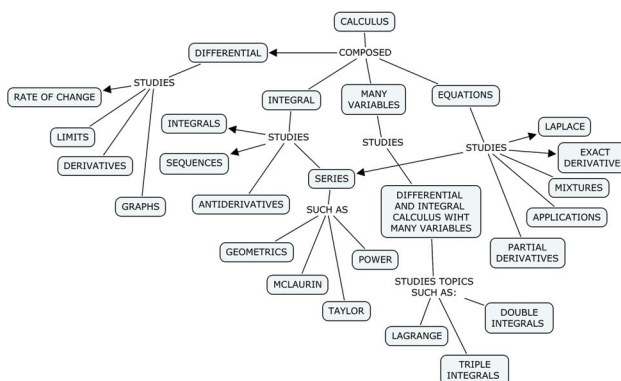 CALCULUS
DIFFERENTIAL
COMPOSED
STUDIES
RATE OF CHANGE
LIMITS
DERIVATIVES
GRAPHS
INTEGRAL
STUDIES
INTEGRALS
SEQUENCES
ANTIDERIVATIVES
SERIES
SUCH AS
GEOMETRICS
MCLAURIN
TAYLOR
POWER
MANY
VARIABLES
STUDIES
DIFFERENTIAL
AND INTEGRAL
CALCULUS WIHT
MANY VARIABLES
STUDIES TOPICS
SUCH AS:
LAGRANGE
TRIPLE
INTEGRALS
DOUBLE
INTEGRALS
EQUATIONS
STUDIES
LAPLACE
EXACT
DERIVATIVE
MIXTURES
APPLICATIONS
PARTIAL
DERIVATIVES